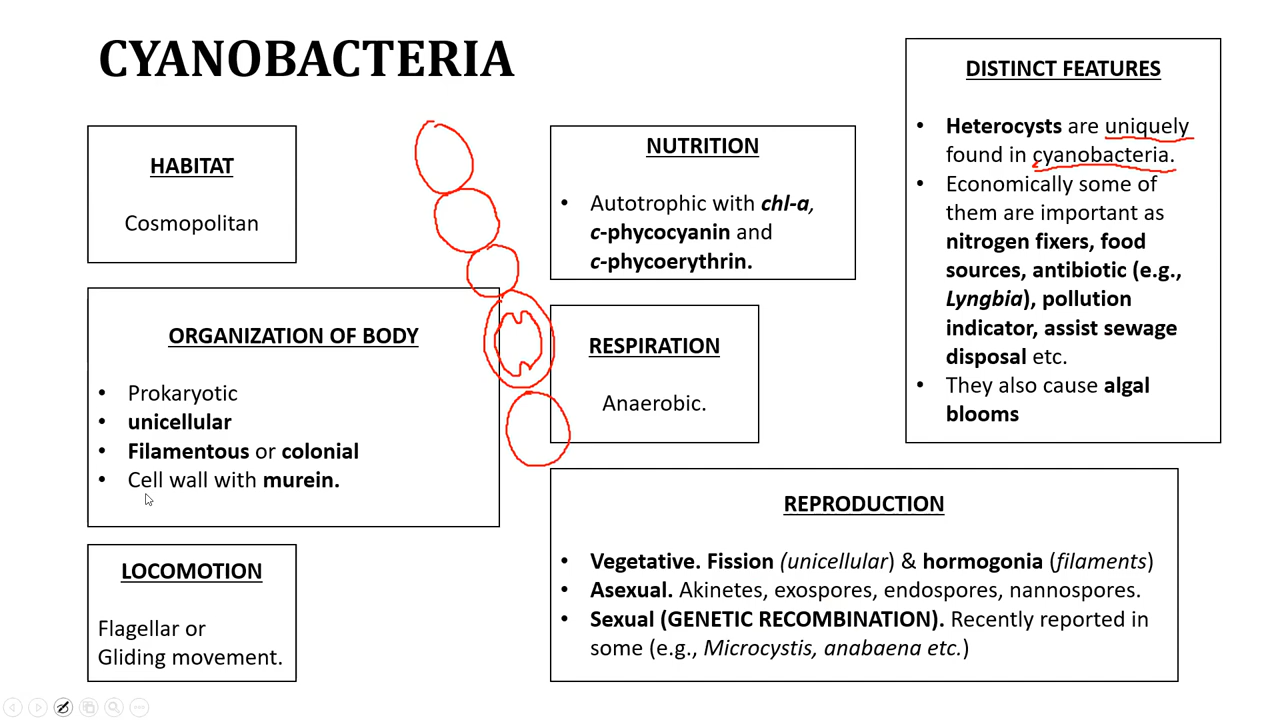 CYANOBACTERIA
HABITAT
Cosmopolitan
ORGANIZATION OF BODY
• Prokaryotic
• unicellular
• Filamentous or colonial
• Cell wall with murein.
LOCOMOTION
Flagellar or
Gliding movement.
NUTRITION
• Autotrophic with chl-a,
c-phycocyanin and
c-phycoerythrin.
RESPIRATION
Anaerobic.
REPRODUCTION
• Vegetative. Fission (unicellular) & hormogonia (filaments)
• Asexual. Akinetes, exospores, endospores, nannospores.
• Sexual (GENETIC RECOMBINATION). Recently reported in
some (e.g., Microcystis, anabaena etc.)
DISTINCT FEATURES
• Heterocysts are uniquely
found in cyanobacteria.
• Economically some of
them are important as
nitrogen fixers, food
sources, antibiotic (e.g.,
Lyngbia), pollution
indicator, assist sewage
disposal etc.
• They also cause algal
blooms